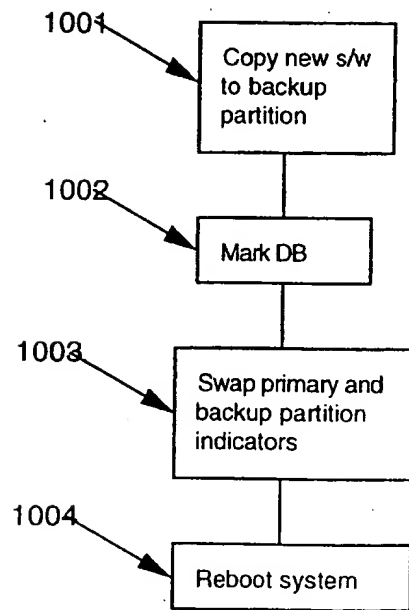 1001
Copy new s/w
to backup
partition
1002
Mark DB
1003
Swap primary and
backup partition
indicators
1004
Reboot system